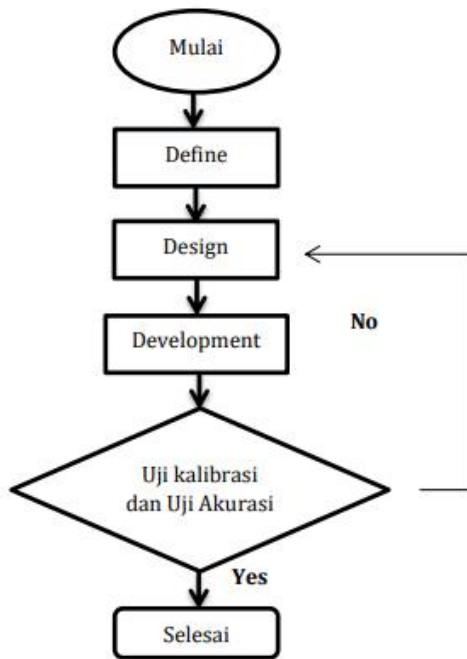 Mulai
Define
Design
No
Development
Uji kalibrasi
dan Uji Akurasi
Yes
Selesai